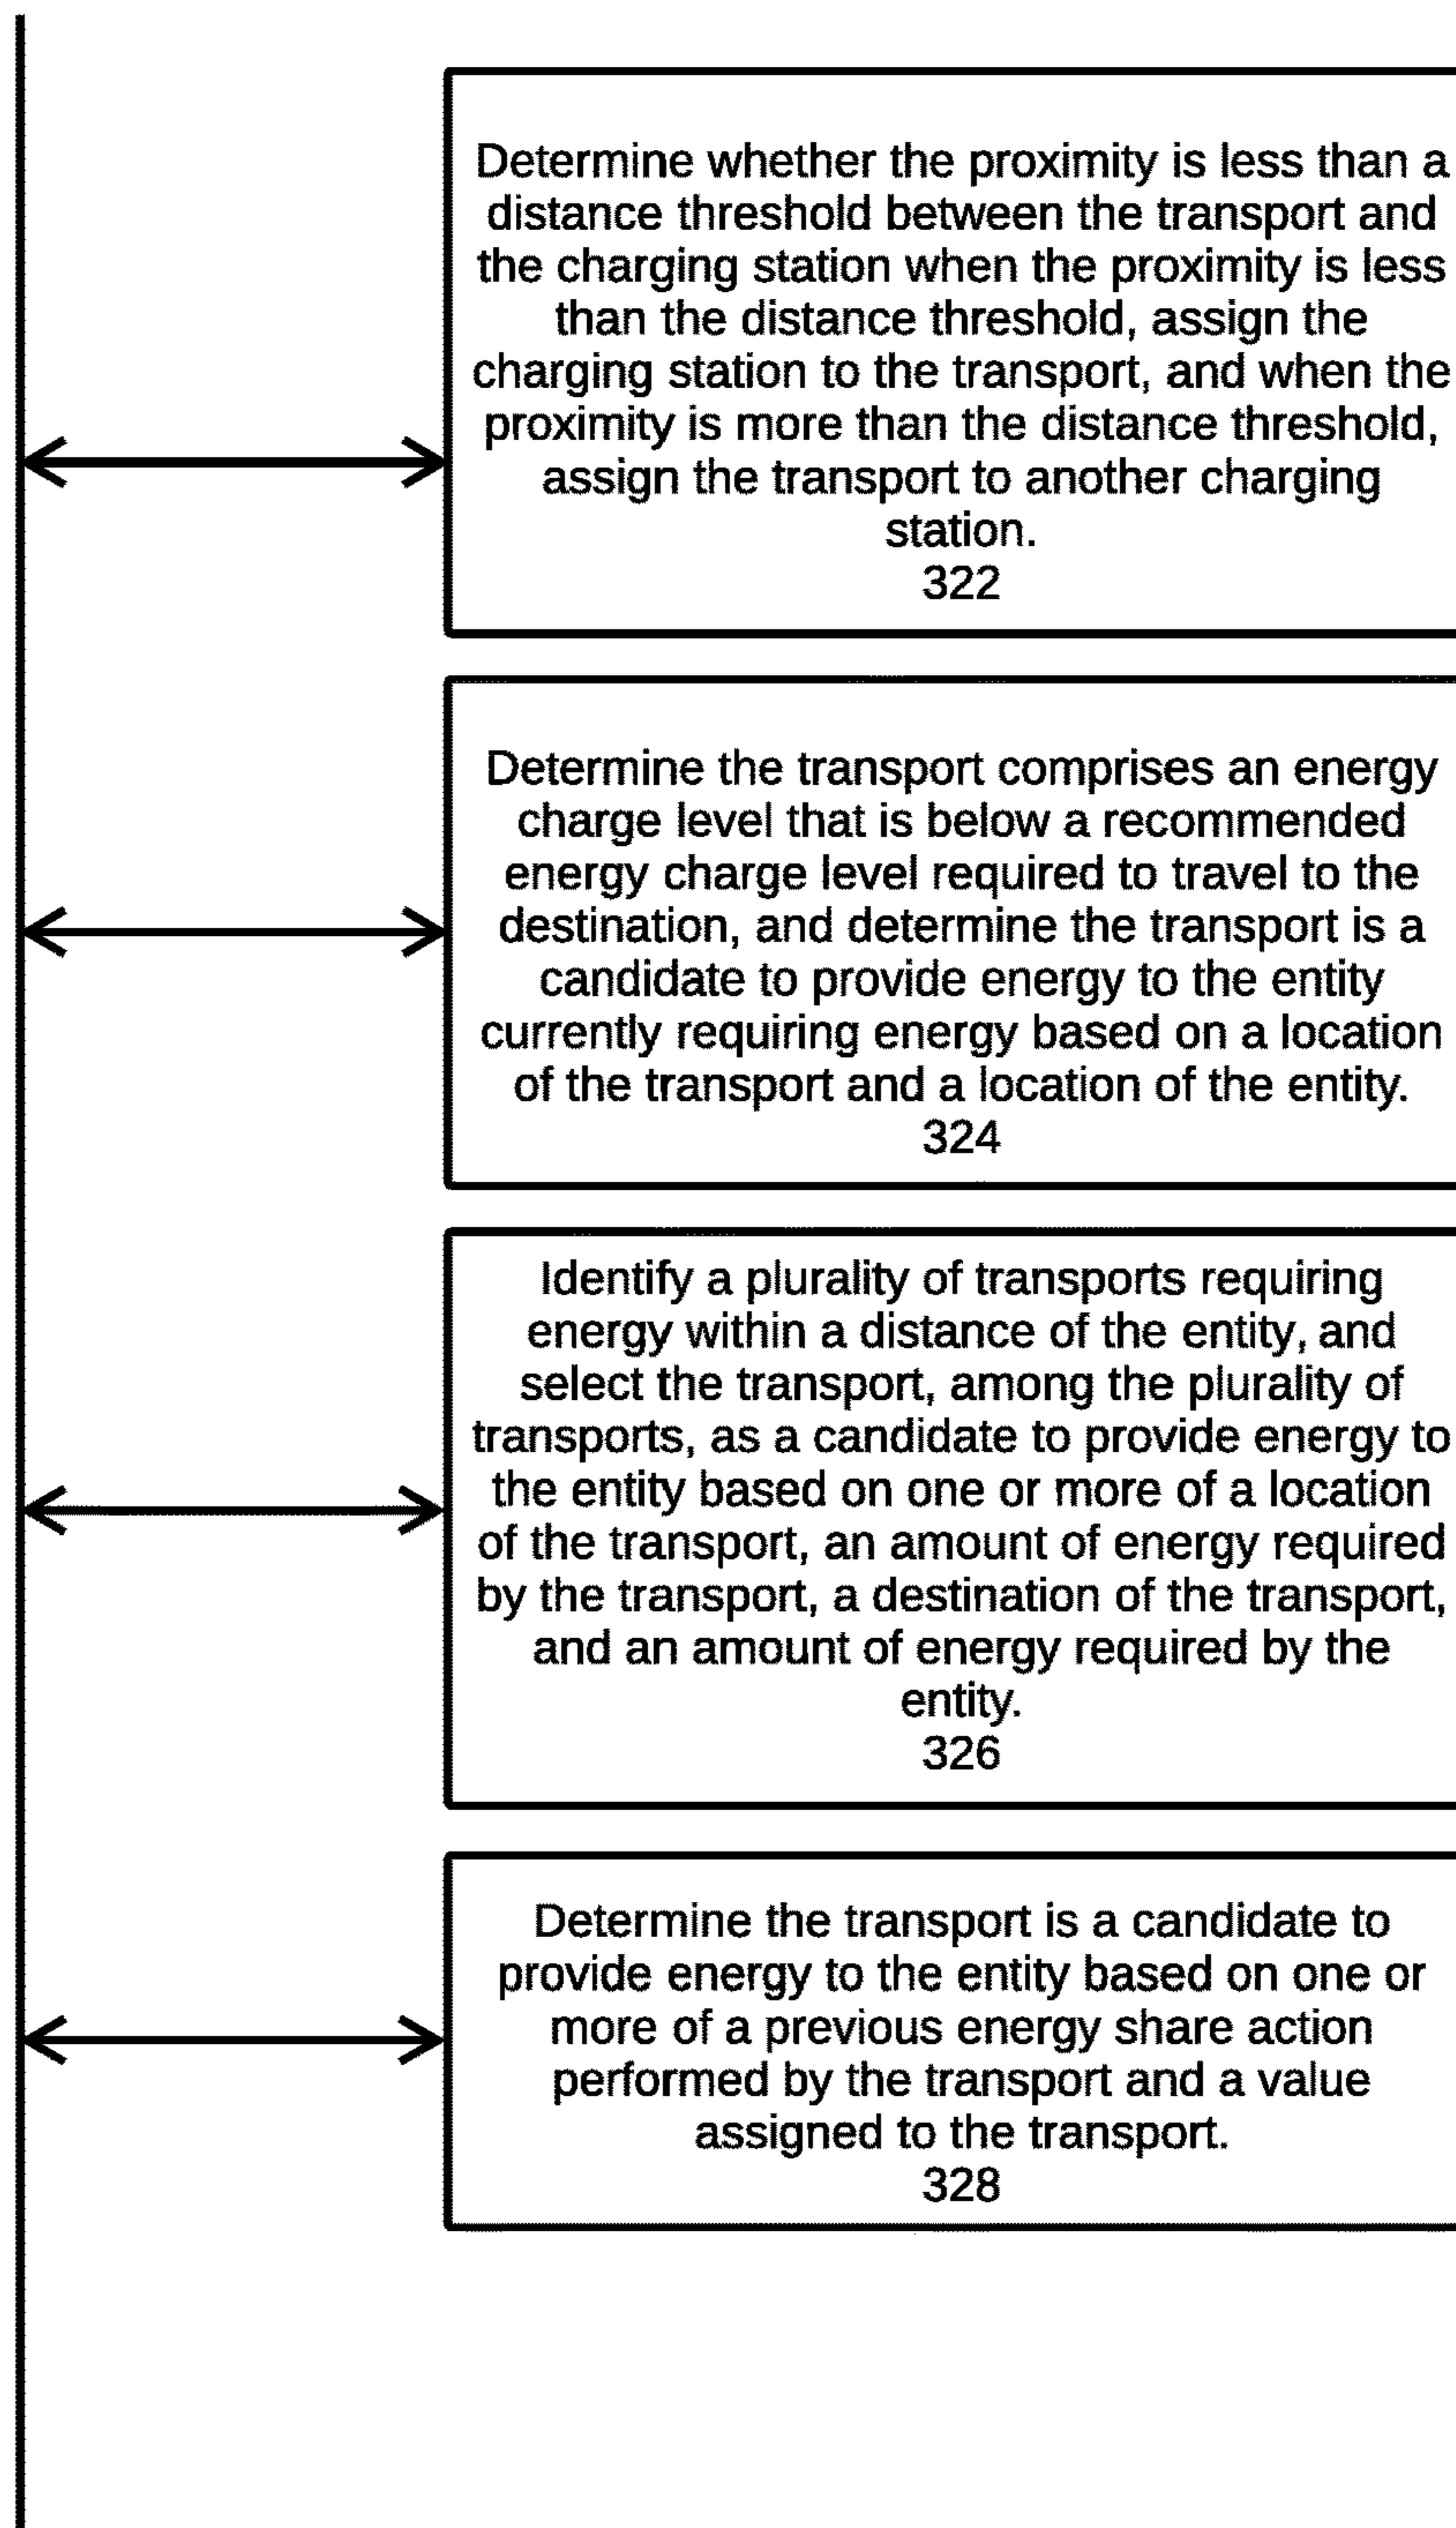 Determine whether the proximity is less than a
distance threshold between the transport and
the charging station when the proximity is less
than the distance threshold, assign the
charging station to the transport, and when the
proximity is more than the distance threshold,
assign the transport to another charging
station.
322
Determine the transport comprises an energy
charge level that is below a recommended
energy charge level required to travel to the
destination, and determine the transport is a
candidate to provide energy to the entity
currently requiring energy based on a location
of the transport and a location of the entity.
324
Identify a plurality of transports requiring
energy within a distance of the entity, and
select the transport, among the plurality of
transports, as a candidate to provide energy to
the entity based on one or more of a location
of the transport, an amount of energy required
by the transport, a destination of the transport,
and an amount of energy required by the
entity.
326
Determine the transport is a candidate to
provide energy to the entity based on one or
more of a previous energy share action
performed by the transport and a value
assigned to the transport.
328